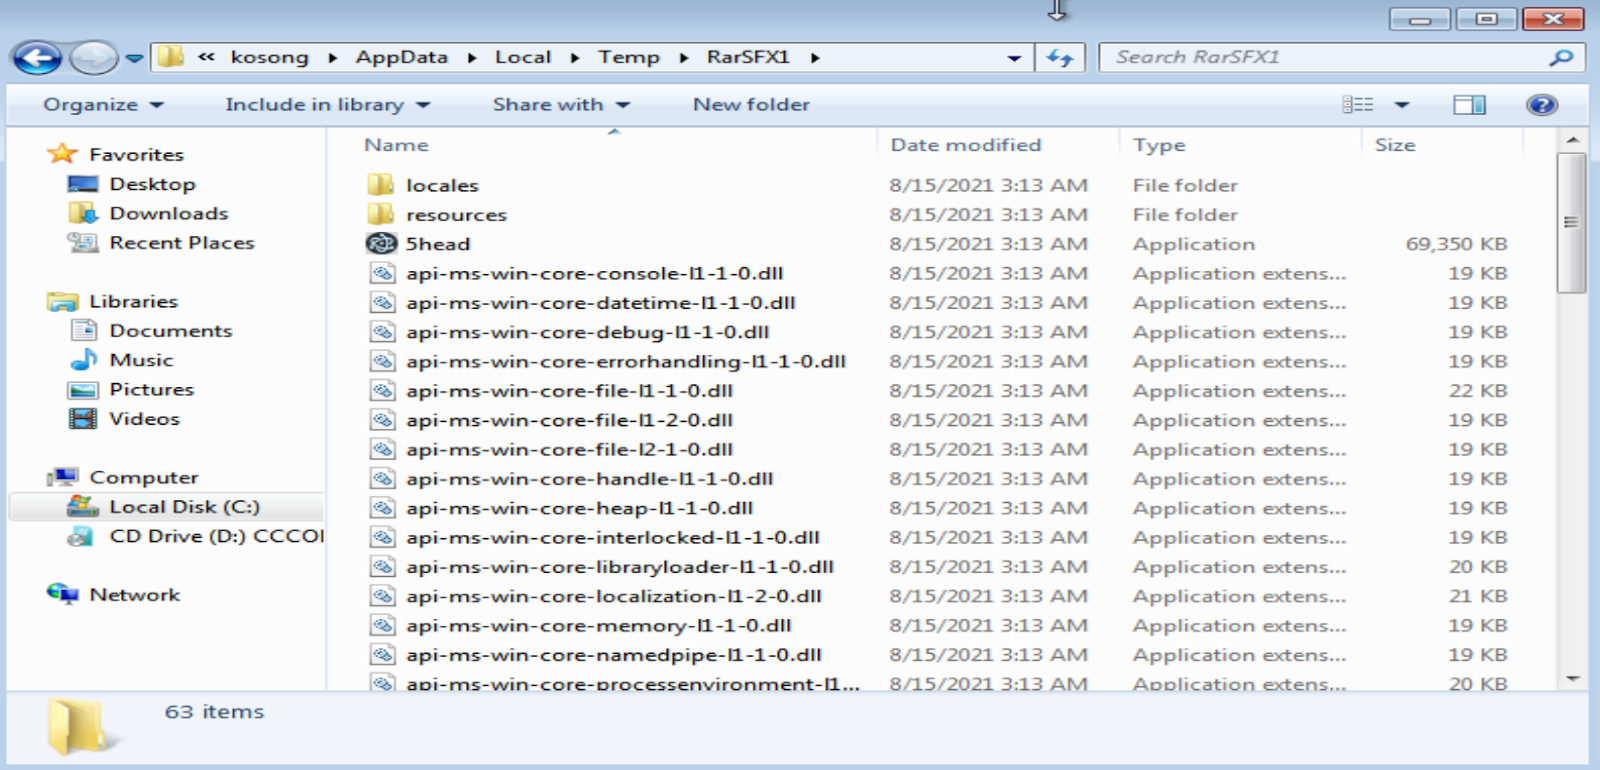 « kosong ▸ AppData ▸ Local ▸ Temp ▸ RarSFX1 ▸ Search RarSFX1
Organize Include in library Share with New folder
Favorites
Desktop
Downloads
Recent Places
Libraries
Documents
Music
Pictures
Videos
Computer
Local Disk (C:)
CD Drive (D:) CCCO
Network
Name Date modified Type Size
locales 8/15/2021 3:13 AM File folder
resources 8/15/2021 3:13 AM File folder
5head 8/15/2021 3:13 AM Application 69,350 KB
api-ms-win-core-console-l1-1-0.dll 8/15/2021 3:13 AM Application extens... 19 KB
api-ms-win-core-datetime-l1-1-0.dll 8/15/2021 3:13 AM Application extens... 19 KB
api-ms-win-core-debug-l1-1-0.dll 8/15/2021 3:13 AM Application extens... 19 KB
api-ms-win-core-errorhandling-l1-1-0.dll 8/15/2021 3:13 AM Application extens... 19 KB
api-ms-win-core-file-l1-1-0.dll 8/15/2021 3:13 AM Application extens... 22 KB
api-ms-win-core-file-l1-2-0.dll 8/15/2021 3:13 AM Application extens... 19 KB
api-ms-win-core-file-l2-1-0.dll 8/15/2021 3:13 AM Application extens... 19 KB
api-ms-win-core-handle-l1-1-0.dll 8/15/2021 3:13 AM Application extens... 19 KB
api-ms-win-core-heap-l1-1-0.dll 8/15/2021 3:13 AM Application extens... 19 KB
api-ms-win-core-interlocked-l1-1-0.dll 8/15/2021 3:13 AM Application extens... 19 KB
api-ms-win-core-libraryloader-l1-1-0.dll 8/15/2021 3:13 AM Application extens... 20 KB
api-ms-win-core-localization-l1-2-0.dll 8/15/2021 3:13 AM Application extens... 21 KB
api-ms-win-core-memory-l1-1-0.dll 8/15/2021 3:13 AM Application extens... 19 KB
api-ms-win-core-namedpipe-l1-1-0.dll 8/15/2021 3:13 AM Application extens... 19 KB
api-ms-win-core-processenvironment-l1... 8/15/2021 3:13 AM Application extens... 20 KB
63 items